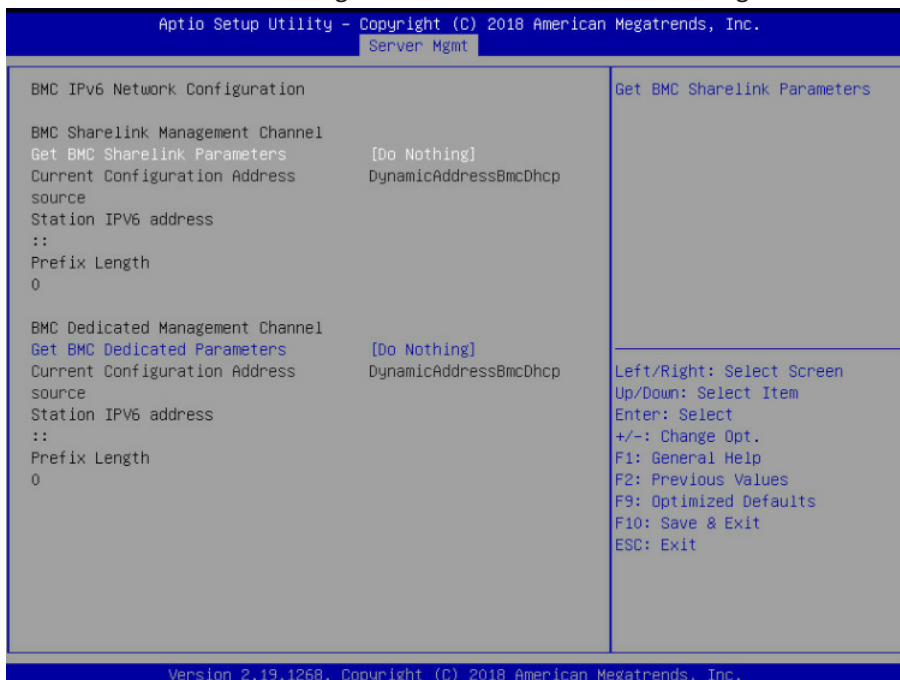 Aptio Setup Utility – Copyright (C) 2018 American Megatrends, Inc.
Server Mgmt
BMC IPv6 Network Configuration
BMC Sharelink Management Channel
Get BMC Sharelink Parameters [Do Nothing]
Current Configuration Address DynamicAddressBmcDhcp
source
Station IPV6 address
::
Prefix Length
0
BMC Dedicated Management Channel
Get BMC Dedicated Parameters [Do Nothing]
Current Configuration Address DynamicAddressBmcDhcp
source
Station IPV6 address
::
Prefix Length
0
Get BMC Sharelink Parameters
Left/Right: Select Screen
Up/Down: Select Item
Enter: Select
+/-: Change Opt.
F1: General Help
F2: Previous Values
F9: Optimized Defaults
F10: Save & Exit
ESC: Exit
Version 2.19.1268. Copyright (C) 2018 American Megatrends, Inc.